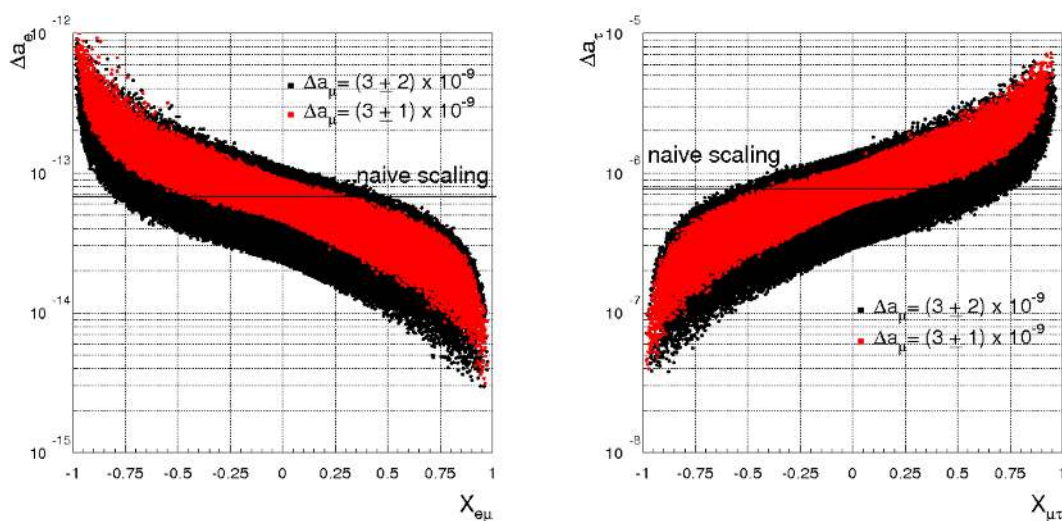 Δaₑ
10⁻¹²
10⁻¹³
10⁻¹⁴
10⁻¹⁵
Δa_μ = (3 ± 2) x 10⁻⁹
Δa_μ = (3 ± 1) x 10⁻⁹
naive scaling
-1 -0.75 -0.5 -0.25 0 0.25 0.5 0.75 1
X_eμ
Δa_τ
10⁻⁵
10⁻⁶
10⁻⁷
10⁻⁸
naive scaling
Δa_μ = (3 ± 2) x 10⁻⁹
Δa_μ = (3 ± 1) x 10⁻⁹
-1 -0.75 -0.5 -0.25 0 0.25 0.5 0.75 1
X_μτ